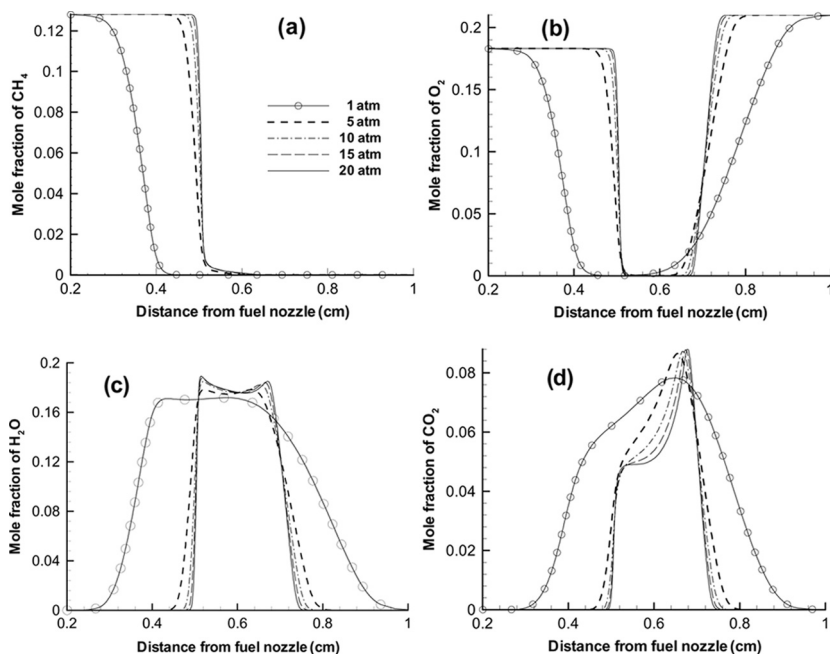 (a)
Mole fraction of CH4
0.12
0.1
0.08
0.06
0.04
0.02
0
0.2
0.4
0.6
0.8
1
Distance from fuel nozzle (cm)
1 atm
5 atm
10 atm
15 atm
20 atm
(b)
Mole fraction of O2
0.2
0.15
0.1
0.05
0
0.2
0.4
0.6
0.8
1
Distance from fuel nozzle (cm)
(c)
Mole fraction of H2O
0.2
0.16
0.12
0.08
0.04
0
0.2
0.4
0.6
0.8
1
Distance from fuel nozzle (cm)
(d)
Mole fraction of CO2
0.08
0.06
0.04
0.02
0
0.2
0.4
0.6
0.8
1
Distance from fuel nozzle (cm)